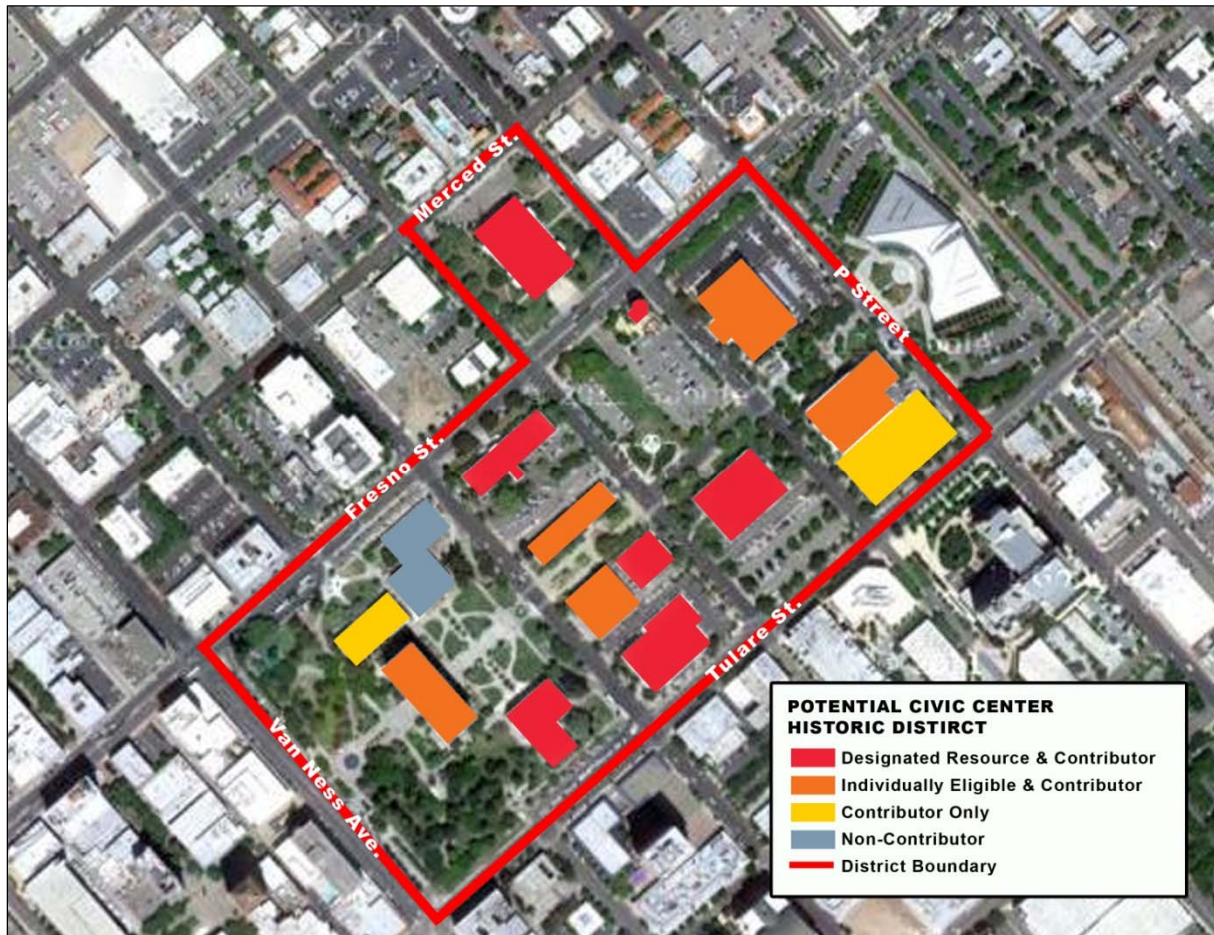 Merced St.
P Street
Fresno St.
Tulare St.
Van Ness Ave.
POTENTIAL CIVIC CENTER
HISTORIC DISTIRCT
Designated Resource & Contributor
Individually Eligible & Contributor
Contributor Only
Non-Contributor
District Boundary